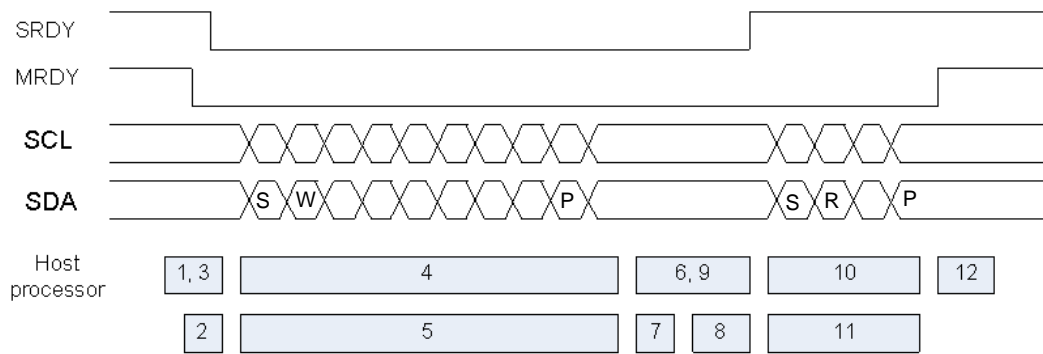 SRDY
MRDY
SCL
SDA S W P S R P
Host
processor
1, 3 4 6, 9 10 12
2 5 7 8 11